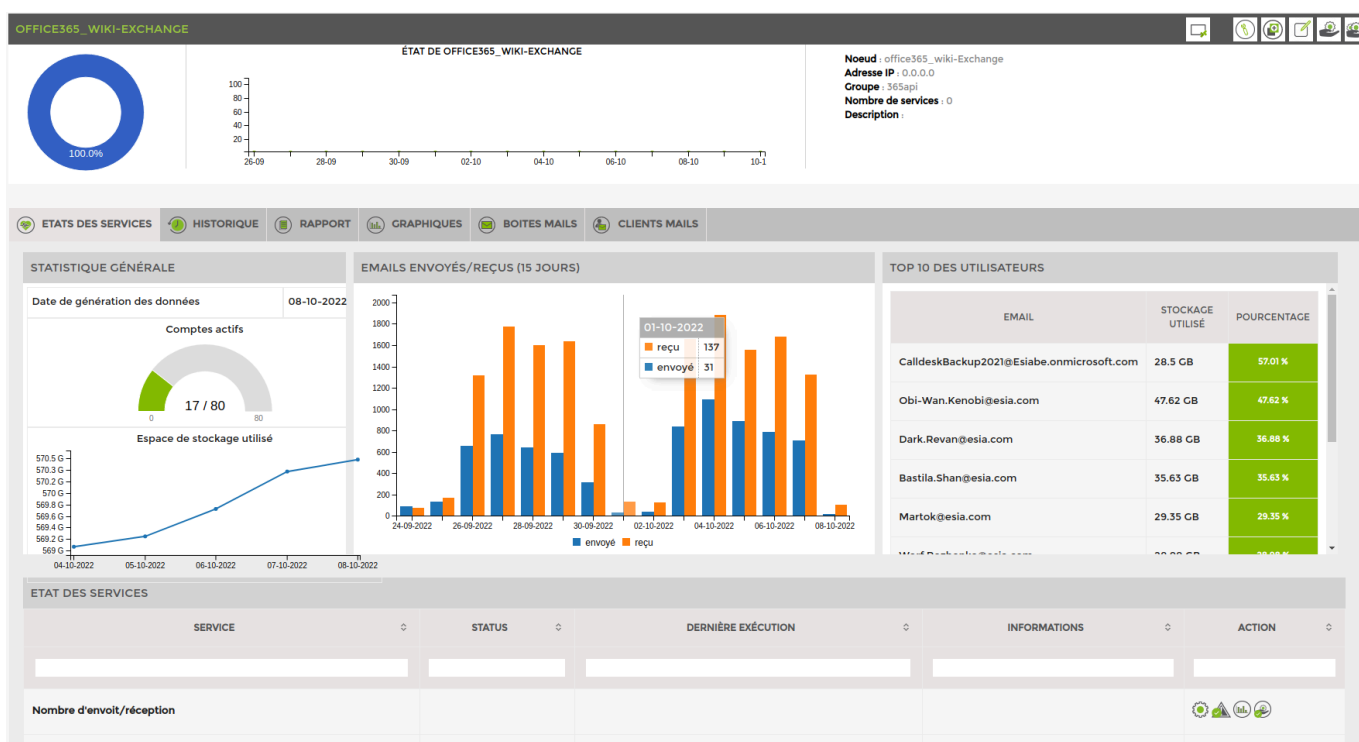 OFFICE365_WIKI-EXCHANGE
100.0%
ÉTAT DE OFFICE365_WIKI-EXCHANGE
100
80
60
40
20
26-09 28-09 30-09 02-10 04-10 06-10 08-10 10-1
Noeud : office365_wiki-Exchange
Adresse IP : 0.0.0.0
Groupe : 365api
Nombre de services : 0
Description :
ETATS DES SERVICES HISTORIQUE RAPPORT GRAPHIQUES BOITES MAILS CLIENTS MAILS
STATISTIQUE GÉNÉRALE
Date de génération des données 08-10-2022
Comptes actifs
17 / 80
0 80
Espace de stockage utilisé
570.5 G
570.3 G
570.2 G
570 G
569.8 G
569.6 G
569.4 G
569.2 G
569 G
04-10-2022 05-10-2022 06-10-2022 07-10-2022 08-10-2022
EMAILS ENVOYÉS/REÇUS (15 JOURS)
2000
1800
1600
1400
1200
1000
800
600
400
200
0
01-10-2022
reçu 137
envoyé 31
24-09-2022 26-09-2022 28-09-2022 30-09-2022 02-10-2022 04-10-2022 06-10-2022 08-10-2022
envoyé reçu
TOP 10 DES UTILISATEURS
EMAIL STOCKAGE UTILISÉ POURCENTAGE
CalldeskBackup2021@Esiabe.onmicrosoft.com 28.5 GB 57.01 %
Obi-Wan.Kenobi@esia.com 47.62 GB 47.62 %
Dark.Revan@esia.com 36.88 GB 36.88 %
Bastila.Shan@esia.com 35.63 GB 35.63 %
Martok@esia.com 29.35 GB 29.35 %
ETAT DES SERVICES
SERVICE STATUS DERNIÈRE EXÉCUTION INFORMATIONS ACTION
Nombre d'envoit/réception